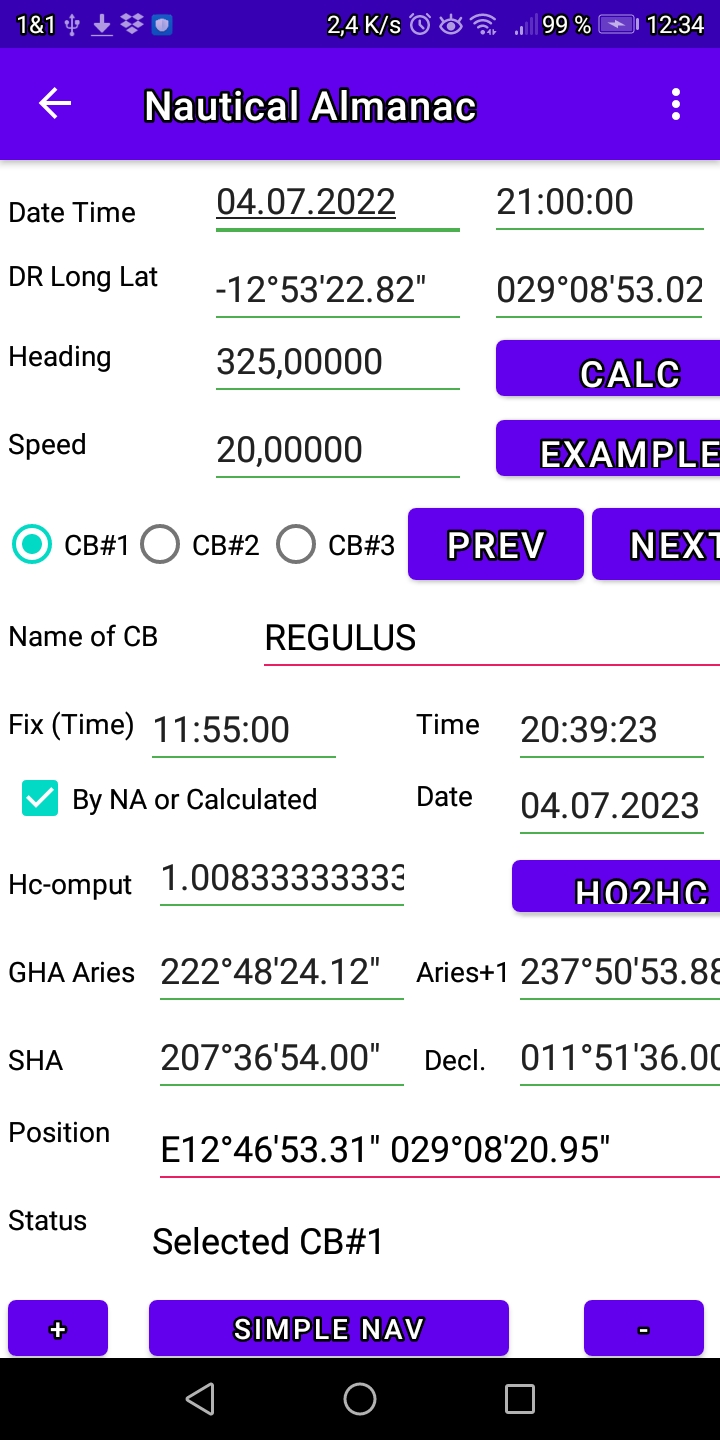 1&1 2,4 K/s 99 % 12:34
Nautical Almanac
Date Time 04.07.2022 21:00:00
DR Long Lat -12°53'22.82" 029°08'53.02
Heading 325,00000 CALC
Speed 20,00000 EXAMPLE
CB#1 CB#2 CB#3 PREV NEXT
Name of CB REGULUS
Fix (Time) 11:55:00 Time 20:39:23
By NA or Calculated Date 04.07.2023
Hc-omput 1.00833333333 HO2HC
GHA Aries 222°48'24.12" Aries+1 237°50'53.88
SHA 207°36'54.00" Decl. 011°51'36.00
Position E12°46'53.31" 029°08'20.95"
Status Selected CB#1
+ SIMPLE NAV -